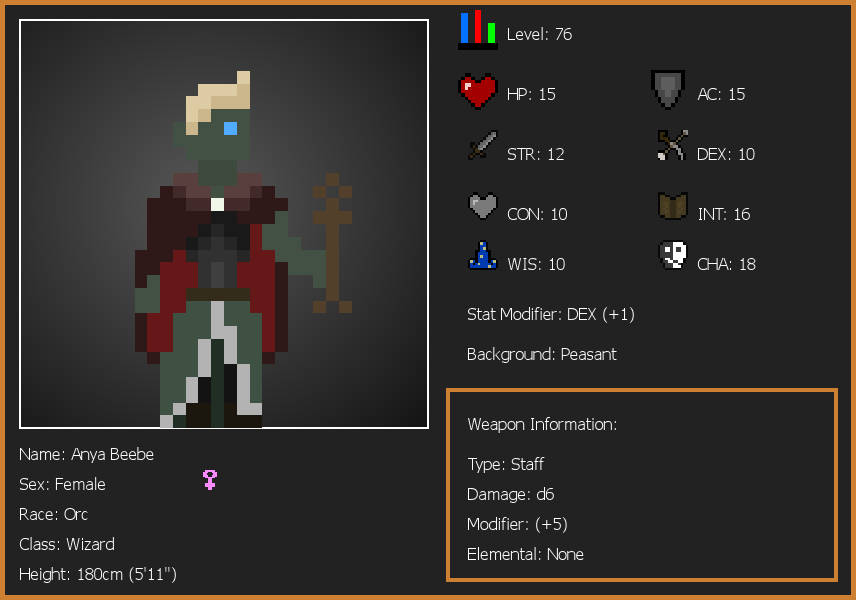 Level: 76
HP: 15
AC: 15
STR: 12
DEX: 10
CON: 10
INT: 16
WIS: 10
CHA: 18
Stat Modifier: DEX (+1)
Background: Peasant
Weapon Information:
Type: Staff
Damage: d6
Modifier: (+5)
Elemental: None
Name: Anya Beebe
Sex: Female
Race: Orc
Class: Wizard
Height: 180cm (5'11")